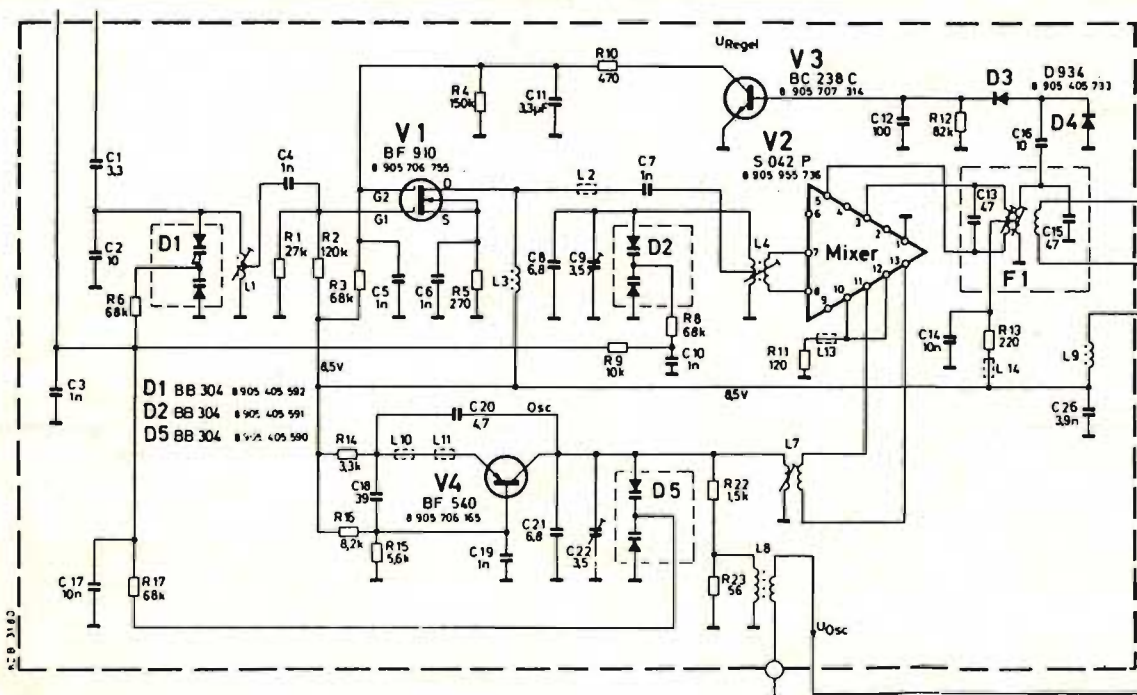 U Regel
R10
470
V3
BC 238 C
8 905 707 314
D3
D 934
8 905 405 733
D4
R4
150k
C11
3,3µF
C12
100
R12
82k
C16
10
V1
BF 910
8 905 706 755
V2
S 042 P
8 905 955 736
C1
3,3
C4
1n
C7
1n
L2
D
G2
G1
S
5
4
3
2
1
6
7
8
9
10
11
12
13
Mixer
C13
47
C15
47
F1
C2
10
D1
L1
R1
27k
R2
120k
R3
68k
C5
1n
C6
1n
R5
270
L3
C8
6,8
C9
3,5
D2
L4
R6
68k
R8
68k
R9
10k
C10
1n
R11
120
L13
C14
10n
R13
220
L14
L9
C3
1n
8,5V
8,5V
C26
3,9n
D1 BB 304 8 905 405 592
D2 BB 304 8 905 405 591
D5 BB 304 8 905 405 590
C20
4,7
Osc
R14
3,3k
L10
L11
C18
39
V4
BF 540
8 905 706 165
D5
L7
R22
1,5k
R16
8,2k
R15
5,6k
C19
1n
C21
6,8
C22
3,5
L8
R23
56
C17
10n
R17
68k
U Osc